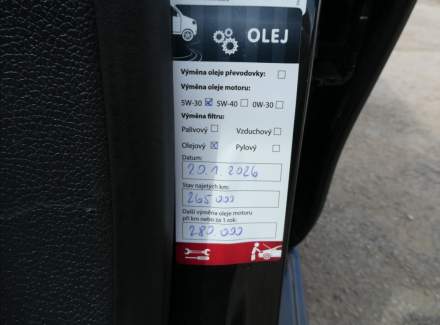 OLEJ
Výměna oleje převodovky: ☐
Výměna oleje motoru:
5W-30 ☒ 5W-40 ☐ 0W-30 ☐
Výměna filtru:
Palivový ☐ Vzduchový ☐
Olejový ☒ Pylový ☐
Datum:
20.1.2026
Stav najetých km:
265 000
Další výměna oleje motoru
při km nebo za 1 rok:
280.000